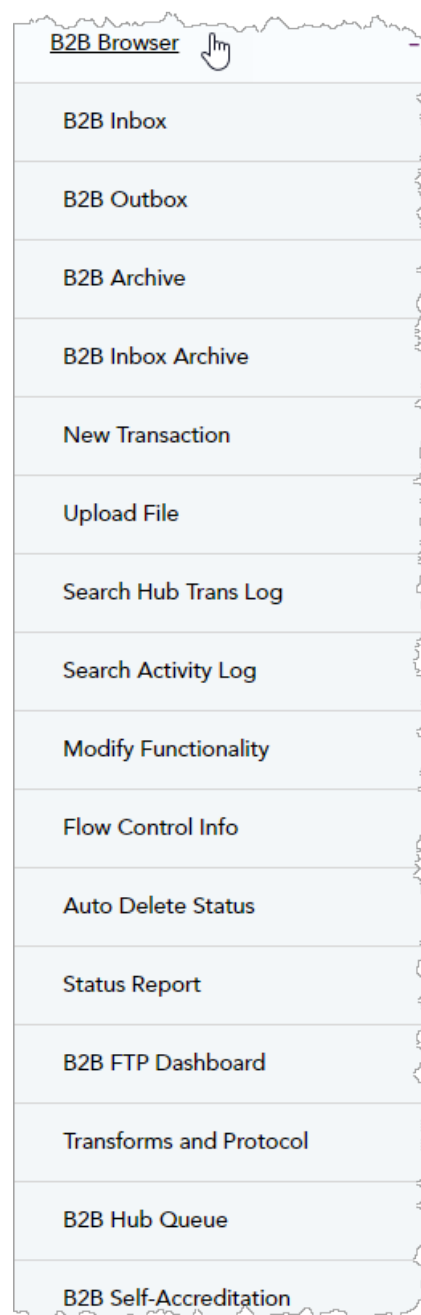 B2B Browser
B2B Inbox
B2B Outbox
B2B Archive
B2B Inbox Archive
New Transaction
Upload File
Search Hub Trans Log
Search Activity Log
Modify Functionality
Flow Control Info
Auto Delete Status
Status Report
B2B FTP Dashboard
Transforms and Protocol
B2B Hub Queue
B2B Self-Accreditation